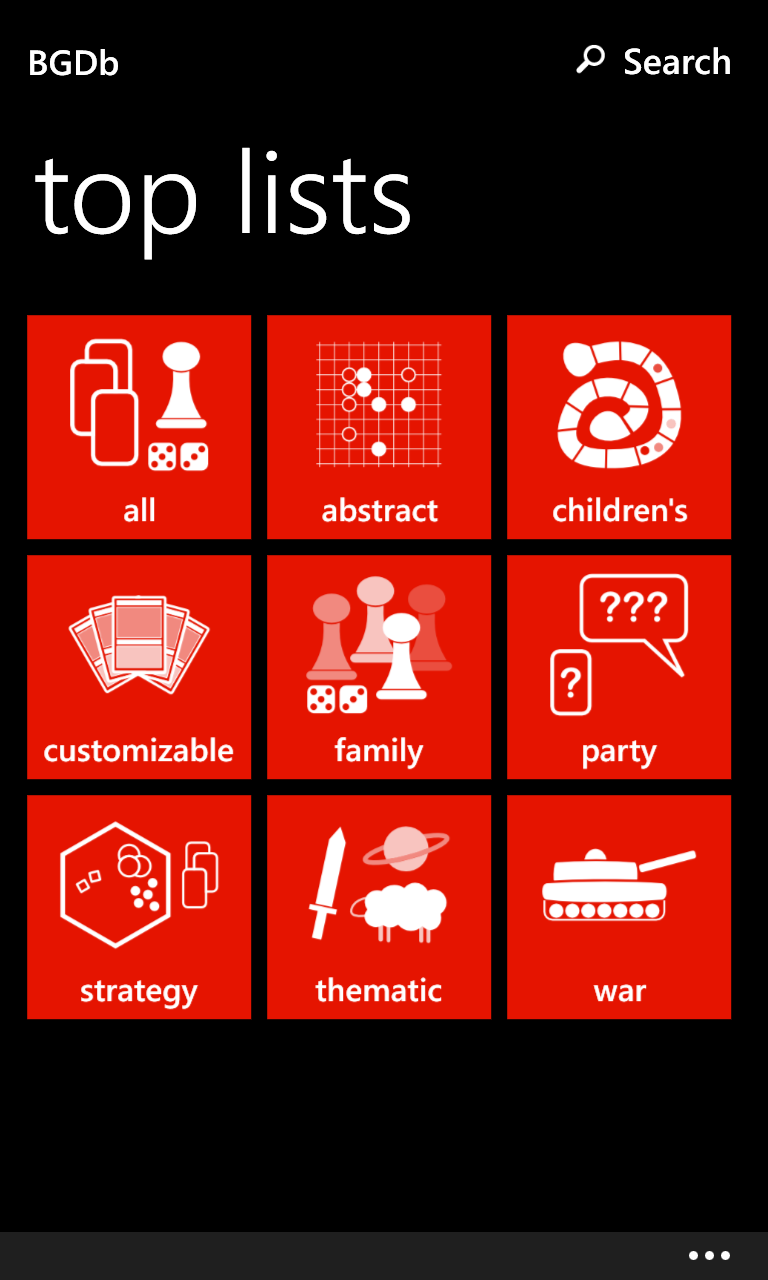 BGDb
Search
top lists
all
abstract
children's
customizable
family
???
?
party
strategy
thematic
war